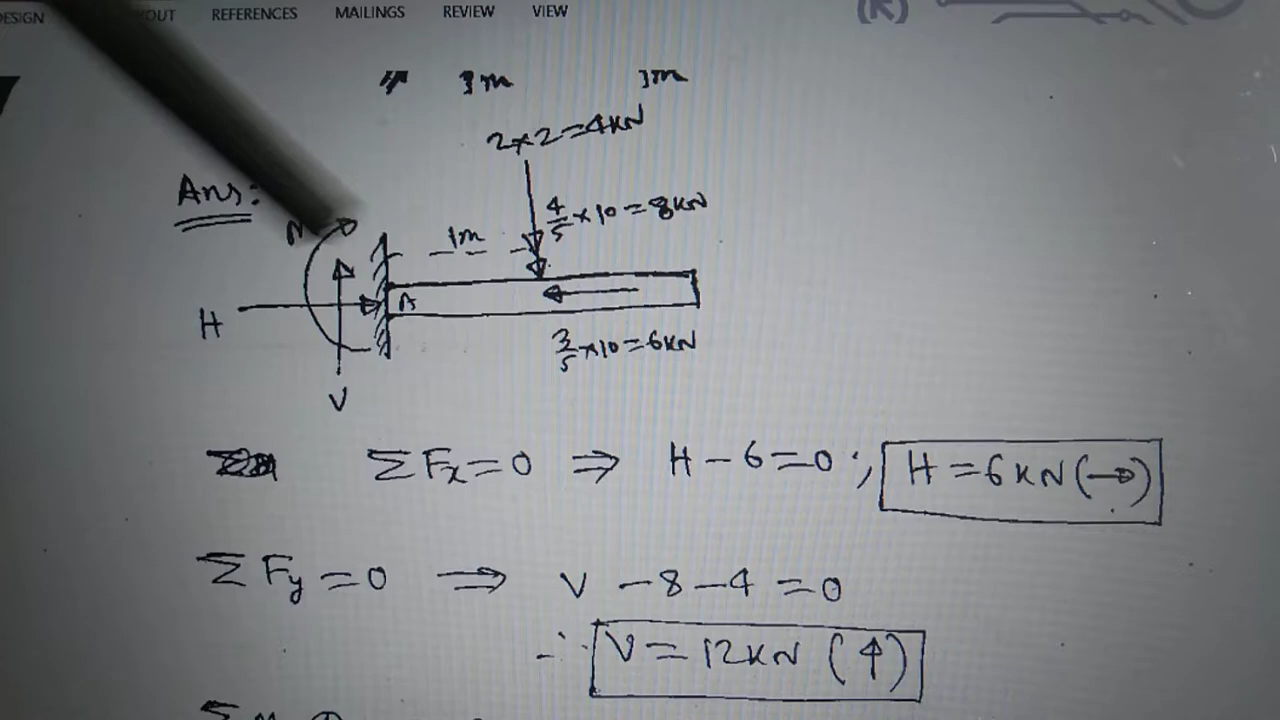 DESIGN REFERENCES MAILINGS REVIEW VIEW
(K)
3m 3m
2×2=4KN
Ans:
4/5 ×10=8KN
M 1m
A
H
3/5 ×10=6KN
V
ΣFx=0 ⇒ H-6=0; H=6KN(→)
ΣFy=0 ⇒ V-8-4=0
∴ V=12KN (↑)